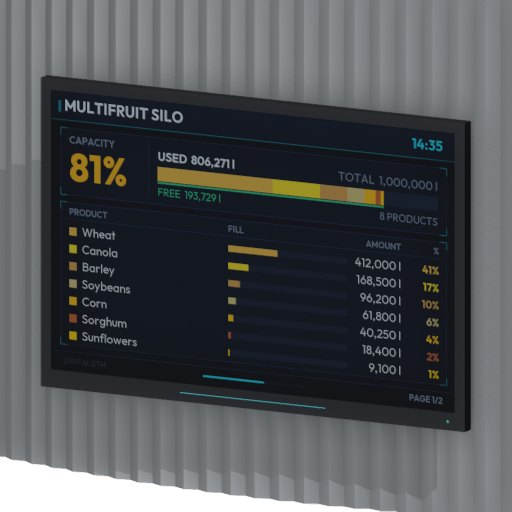 MULTIFRUIT SILO
14:35
CAPACITY
81%
USED 806,271 l
TOTAL 1,000,000 l
FREE 193,729 l
8 PRODUCTS
PRODUCT FILL AMOUNT %
Wheat 412,000 l 41%
Canola 168,500 l 17%
Barley 96,200 l 10%
Soybeans 61,800 l 6%
Corn 40,250 l 4%
Sorghum 18,400 l 2%
Sunflowers 9,100 l 1%
PAGE 1/2